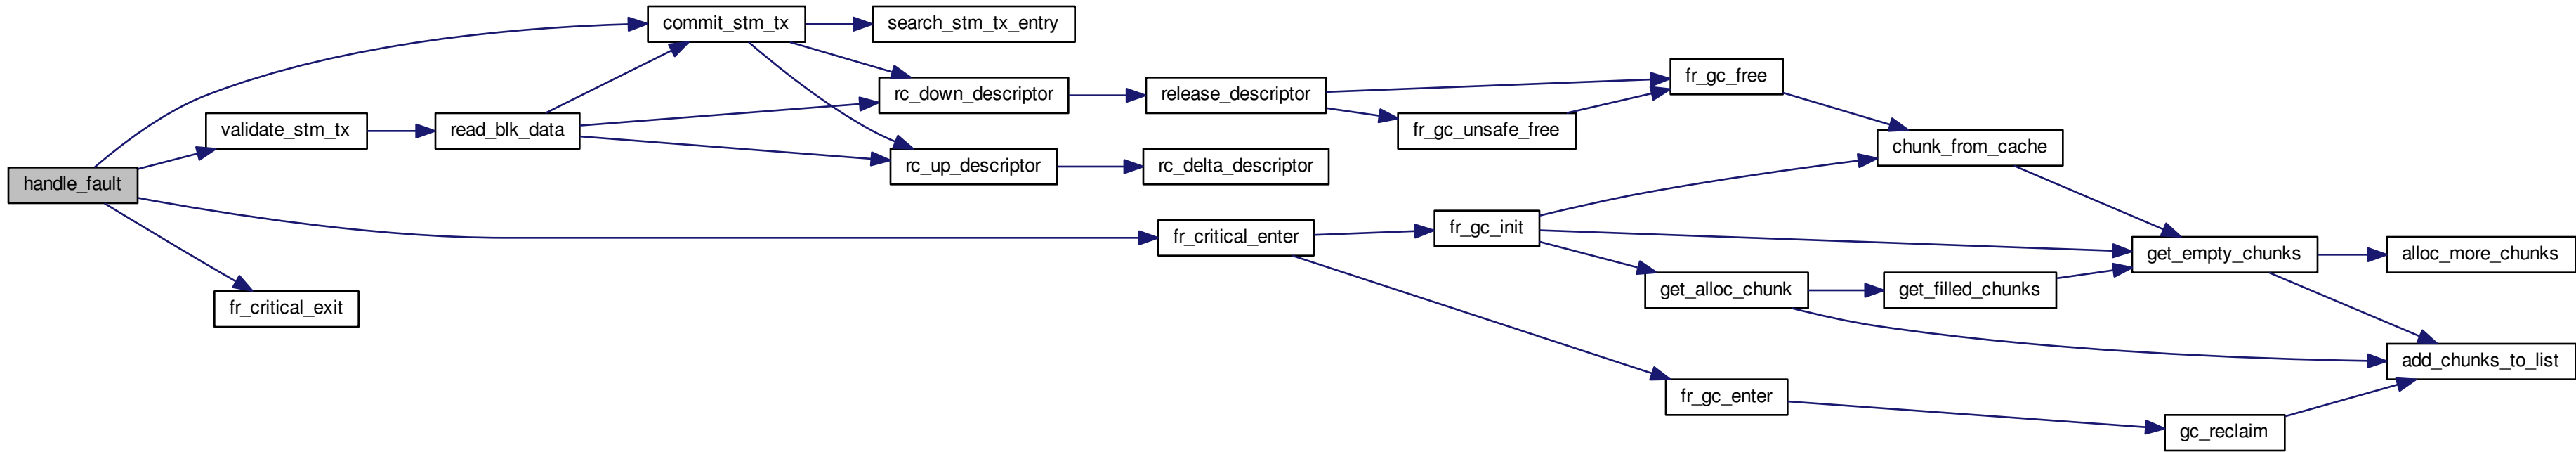 handle_fault
commit_stm_tx
search_stm_tx_entry
rc_down_descriptor
release_descriptor
fr_gc_free
chunk_from_cache
get_empty_chunks
alloc_more_chunks
add_chunks_to_list
fr_gc_unsafe_free
rc_up_descriptor
rc_delta_descriptor
validate_stm_tx
read_blk_data
fr_critical_enter
fr_gc_init
get_alloc_chunk
get_filled_chunks
fr_gc_enter
gc_reclaim
fr_critical_exit